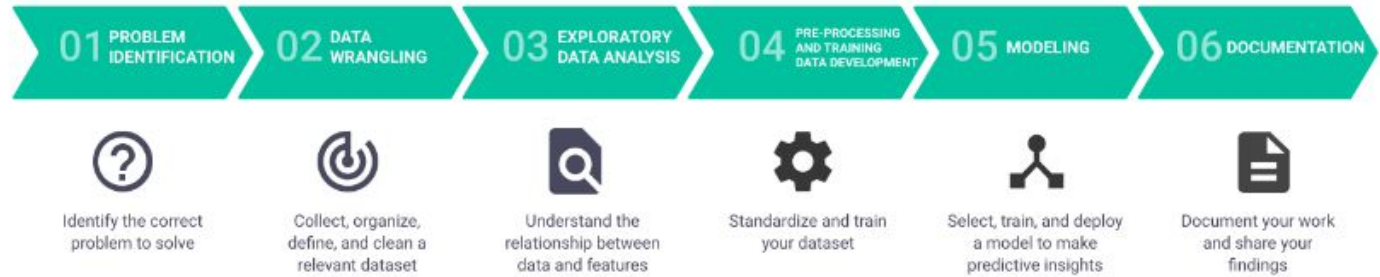 01 PROBLEM
IDENTIFICATION
02 DATA
WRANGLING
03 EXPLORATORY
DATA ANALYSIS
04 PRE-PROCESSING
AND TRAINING
DATA DEVELOPMENT
05 MODELING
06 DOCUMENTATION
Identify the correct
problem to solve
Collect, organize,
define, and clean a
relevant dataset
Understand the
relationship between
data and features
Standardize and train
your dataset
Select, train, and deploy
a model to make
predictive insights
Document your work
and share your
findings